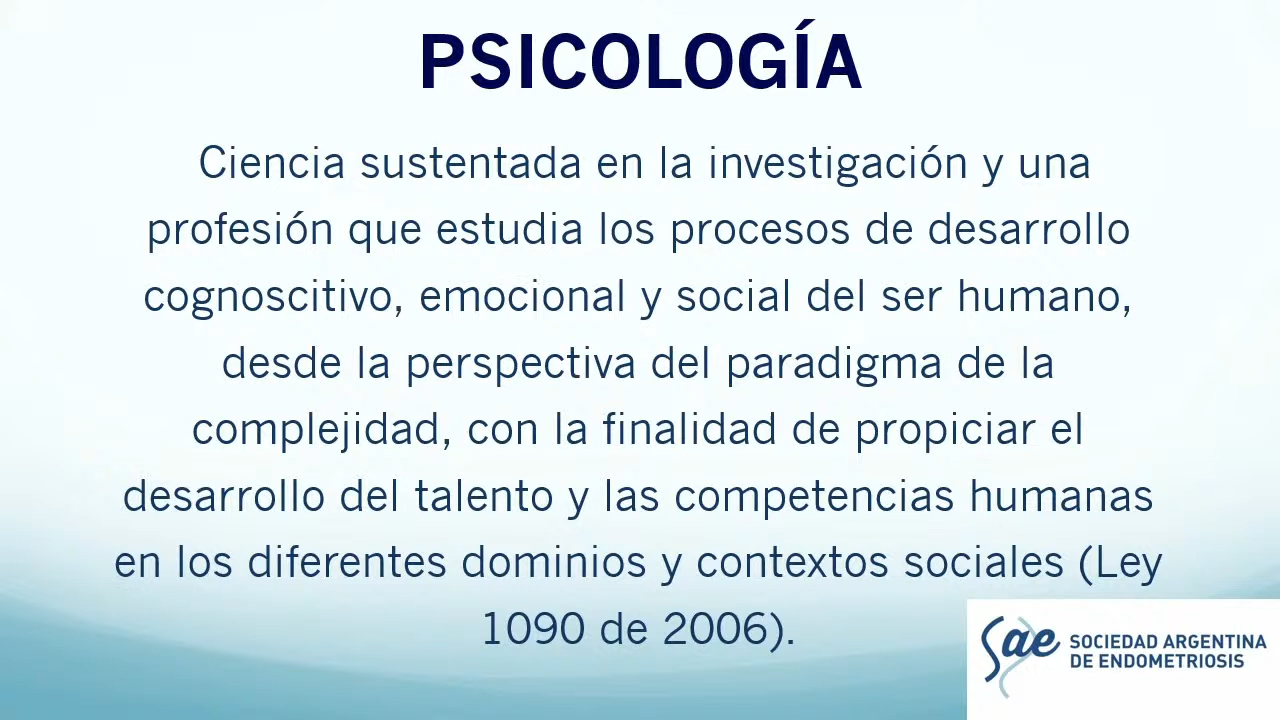 PSICOLOGÍA
Ciencia sustentada en la investigación y una
profesión que estudia los procesos de desarrollo
cognoscitivo, emocional y social del ser humano,
desde la perspectiva del paradigma de la
complejidad, con la finalidad de propiciar el
desarrollo del talento y las competencias humanas
en los diferentes dominios y contextos sociales (Ley
1090 de 2006).
Sae
SOCIEDAD ARGENTINA
DE ENDOMETRIOSIS